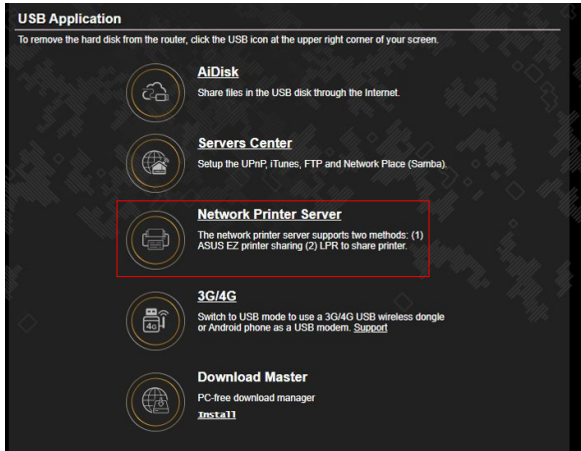 USB Application
To remove the hard disk from the router, click the USB icon at the upper right corner of your screen.
AiDisk
Share files in the USB disk through the Internet.
Servers Center
Setup the UPnP, iTunes, FTP and Network Place (Samba).
Network Printer Server
The network printer server supports two methods: (1)
ASUS EZ printer sharing (2) LPR to share printer.
3G/4G
4G
Switch to USB mode to use a 3G/4G USB wireless dongle
or Android phone as a USB modem. Support
Download Master
PC-free download manager
Install